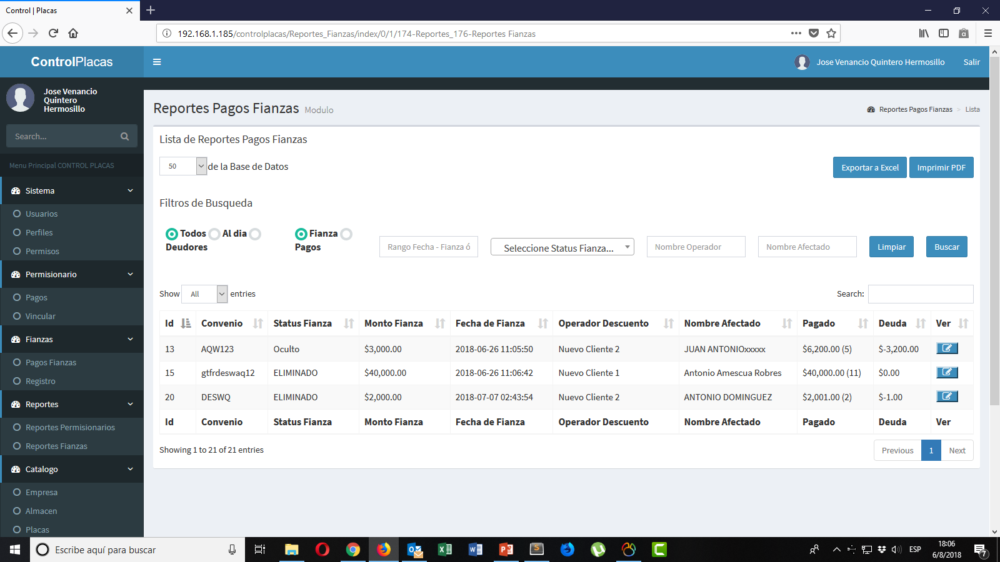 Control | Placas
192.168.1.185/controlplacas/Reportes_Fianzas/index/0/1/174-Reportes_176-Reportes Fianzas
ControlPlacas
Jose Venancio Quintero Hermosillo
Salir
Jose Venancio
Quintero
Hermosillo
Search...
Menu Principal CONTROL PLACAS
Sistema
Usuarios
Perfiles
Permisos
Permisionario
Pagos
Vincular
Fianzas
Pagos Fianzas
Registro
Reportes
Reportes Permisionarios
Reportes Fianzas
Catalogo
Empresa
Almacen
Placas
Reportes Pagos Fianzas Modulo
Reportes Pagos Fianzas > Lista
Lista de Reportes Pagos Fianzas
50 de la Base de Datos
Exportar a Excel
Imprimir PDF
Filtros de Busqueda
Todos Al dia
Deudores
Fianza
Pagos
Rango Fecha - Fianza ó
Seleccione Status Fianza...
Nombre Operador
Nombre Afectado
Limpiar
Buscar
Show All entries
Search:
Id Convenio Status Fianza Monto Fianza Fecha de Fianza Operador Descuento Nombre Afectado Pagado Deuda Ver
13 AQW123 Oculto $3,000.00 2018-06-26 11:05:50 Nuevo Cliente 2 JUAN ANTONIOxxxxx $6,200.00 (5) $-3,200.00
15 gtfrdeswaq12 ELIMINADO $40,000.00 2018-06-26 11:06:42 Nuevo Cliente 1 Antonio Amescua Robres $40,000.00 (11) $0.00
20 DESWQ ELIMINADO $2,000.00 2018-07-07 02:43:54 Nuevo Cliente 2 ANTONIO DOMINGUEZ $2,001.00 (2) $-1.00
Id Convenio Status Fianza Monto Fianza Fecha de Fianza Operador Descuento Nombre Afectado Pagado Deuda Ver
Showing 1 to 21 of 21 entries
Previous 1 Next
Escribe aquí para buscar
ESP
18:06
6/8/2018
7